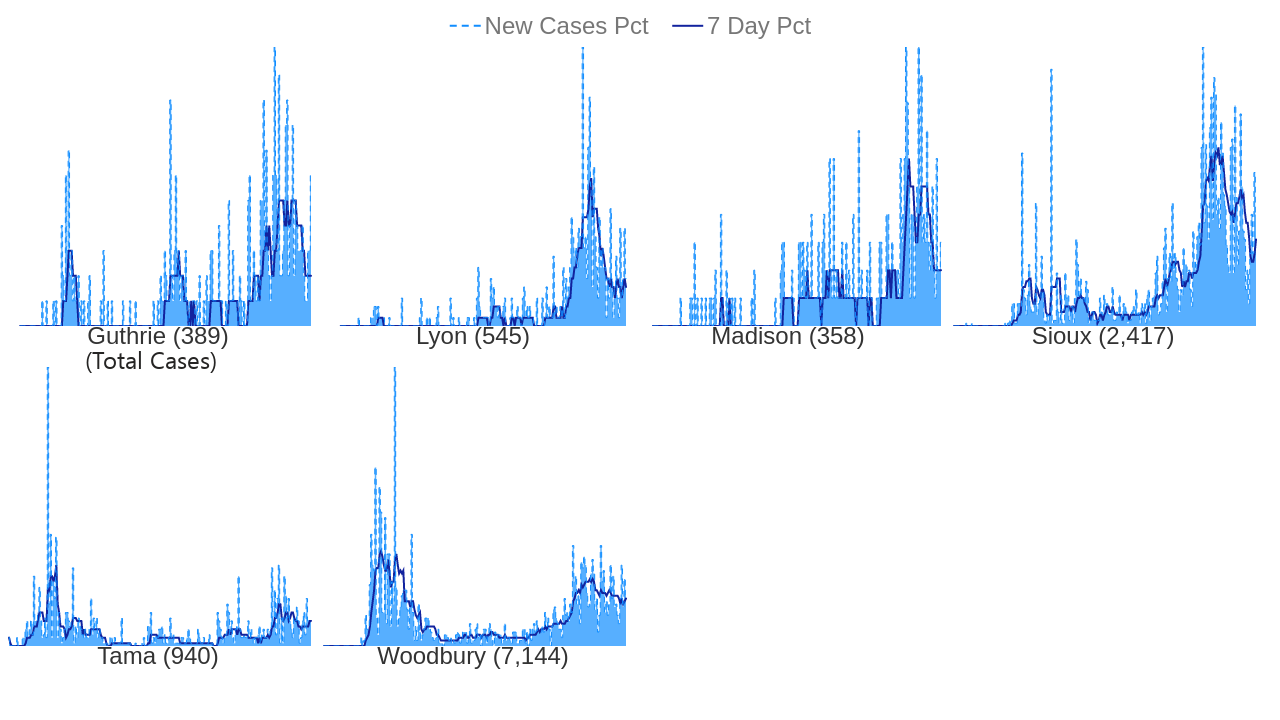 New Cases Pct 7 Day Pct
Guthrie (389) Lyon (545) Madison (358) Sioux (2,417)
(Total Cases)
Tama (940) Woodbury (7,144)